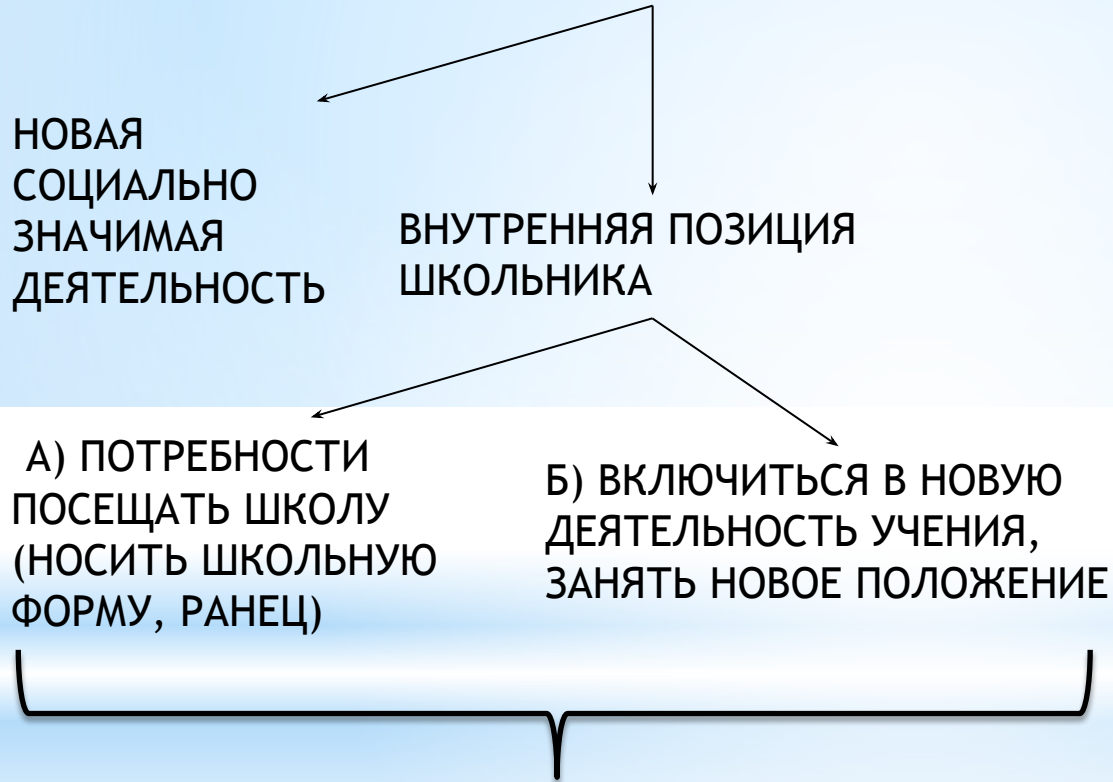 НОВАЯ
СОЦИАЛЬНО
ЗНАЧИМАЯ
ДЕЯТЕЛЬНОСТЬ
ВНУТРЕННЯЯ ПОЗИЦИЯ
ШКОЛЬНИКА
А) ПОТРЕБНОСТИ
ПОСЕЩАТЬ ШКОЛУ
(НОСИТЬ ШКОЛЬНУЮ
ФОРМУ, РАНЕЦ)
Б) ВКЛЮЧИТЬСЯ В НОВУЮ
ДЕЯТЕЛЬНОСТЬ УЧЕНИЯ,
ЗАНЯТЬ НОВОЕ ПОЛОЖЕНИЕ